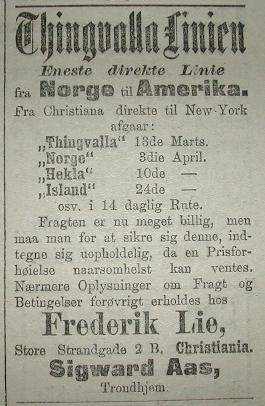 Thingvalla Linien
Eneste direkte Linie
fra Norge til Amerika.
Fra Christiana direkte til New-York
afgaar:
„Thingvalla“ 13de Marts.
„Norge“ 3die April.
„Hekla“ 10de —
„Island“ 24de —
osv. i 14 daglig Rute.
Fragten er nu meget billig, men
maa man for at sikre sig denne, ind-
tegne sig uopholdelig, da en Prisfor-
høielse naarsomhelst kan ventes.
Nærmere Oplysninger om Fragt og
Betingelser forøvrigt erholdes hos
Frederik Lie,
Store Strandgade 2 B, Christiania.
Sigward Aas,
Trondhjem.